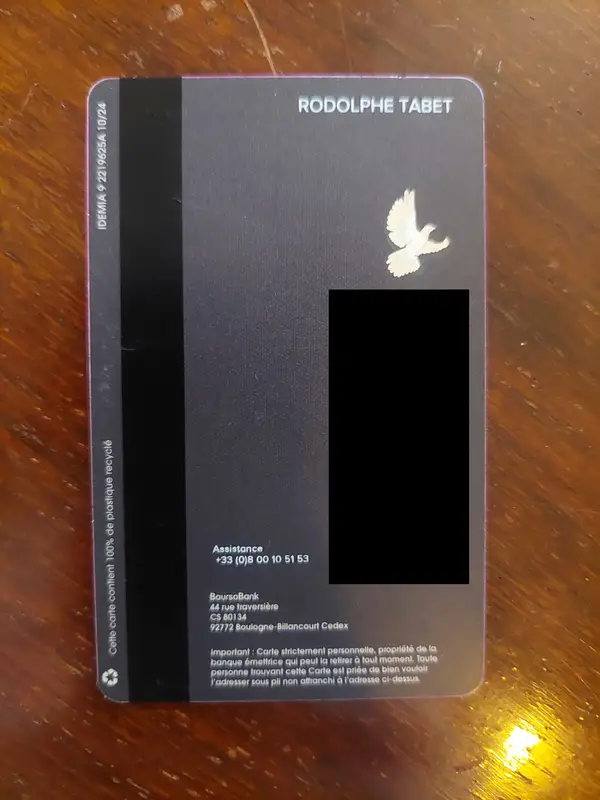 RODOLPHE TABET
IDEMIA 9 2219625A 10/24
Cette carte contient 100% de plastique recyclé
Assistance
+33 (0)8 00 10 51 53
BoursoBank
44 rue traversière
CS 80134
92772 Boulogne-Billancourt Cedex
Important : Carte strictement personnelle, propriété de la
banque émettrice qui peut la retirer à tout moment. Toute
personne trouvant cette Carte est priée de bien vouloir
l'adresser sous pli non affranchi à l'adresse ci-dessus.